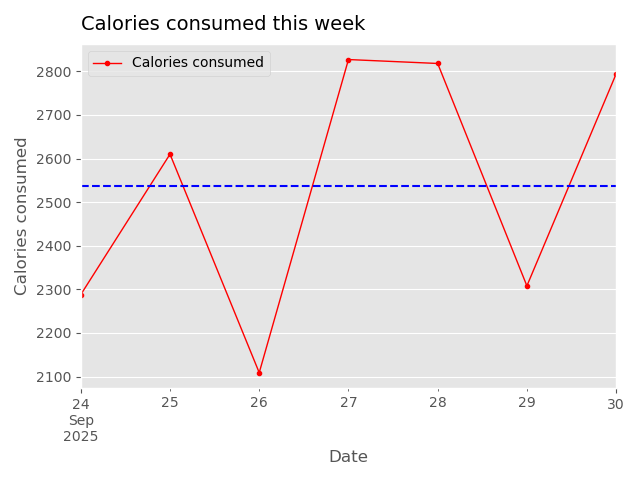 Calories consumed this week
Calories consumed
2800
2700
2600
2500
2400
2300
2200
2100
Calories consumed
24 25 26 27 28 29 30
Sep
2025
Date